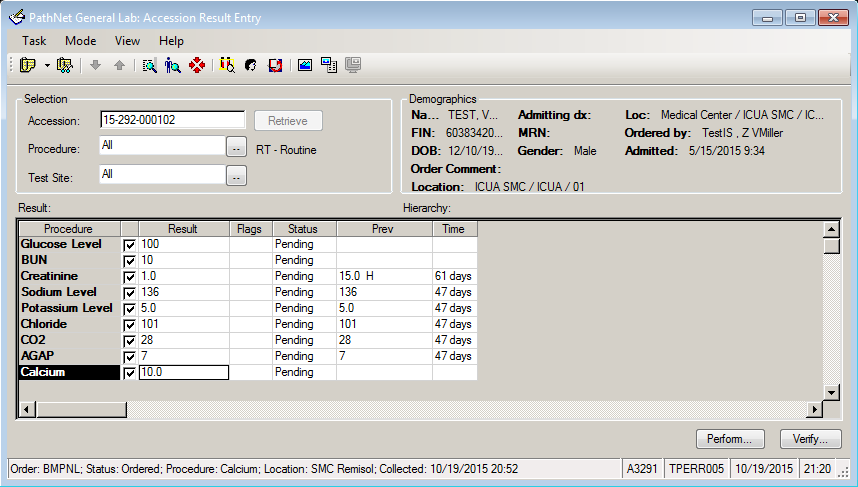 PathNet General Lab: Accession Result Entry
Task Mode View Help
Selection
Accession: 15-292-000102 Retrieve
Procedure: All .. RT - Routine
Test Site: All ..
Demographics
Na... TEST, V... Admitting dx: Loc: Medical Center / ICUA SMC / IC...
FIN: 60383420... MRN: Ordered by: TestIS , Z VMiller
DOB: 12/10/19... Gender: Male Admitted: 5/15/2015 9:34
Order Comment:
Location: ICUA SMC / ICUA / 01
Result: Hierarchy:
Procedure Result Flags Status Prev Time
Glucose Level 100 Pending
BUN 10 Pending
Creatinine 1.0 Pending 15.0 H 61 days
Sodium Level 136 Pending 136 47 days
Potassium Level 5.0 Pending 5.0 47 days
Chloride 101 Pending 101 47 days
CO2 28 Pending 28 47 days
AGAP 7 Pending 7 47 days
Calcium 10.0 Pending
Perform... Verify...
Order: BMPNL; Status: Ordered; Procedure: Calcium; Location: SMC Remisol; Collected: 10/19/2015 20:52 A3291 TPERR005 10/19/2015 21:20